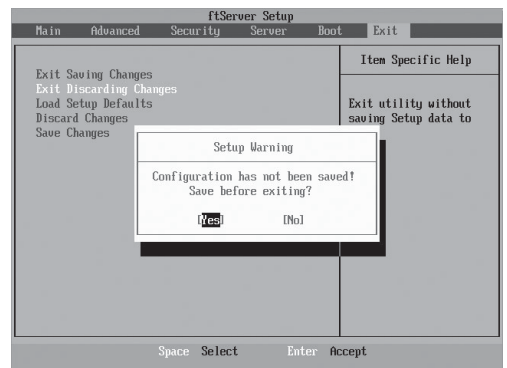 ftServer Setup
Main Advanced Security Server Boot Exit
Exit Saving Changes
Exit Discarding Changes
Load Setup Defaults
Discard Changes
Save Changes
Item Specific Help
Exit utility without
saving Setup data to
Setup Warning
Configuration has not been saved!
Save before exiting?
[Yes] [No]
Space Select Enter Accept